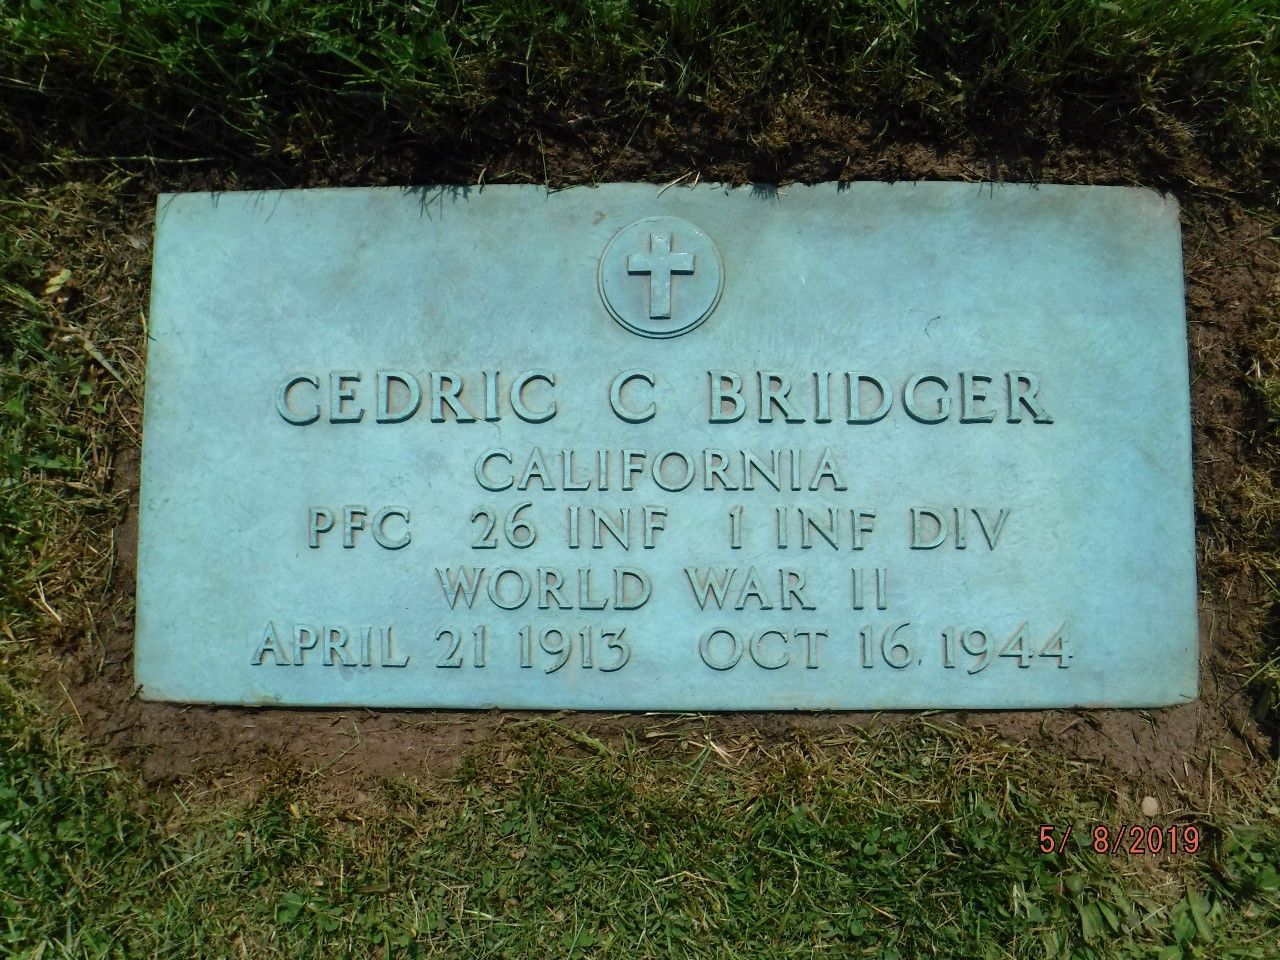 CEDRIC C BRIDGER
CALIFORNIA
PFC 26 INF 1 INF DIV
WORLD WAR II
APRIL 21 1913 OCT 16 1944
5/ 8/2019